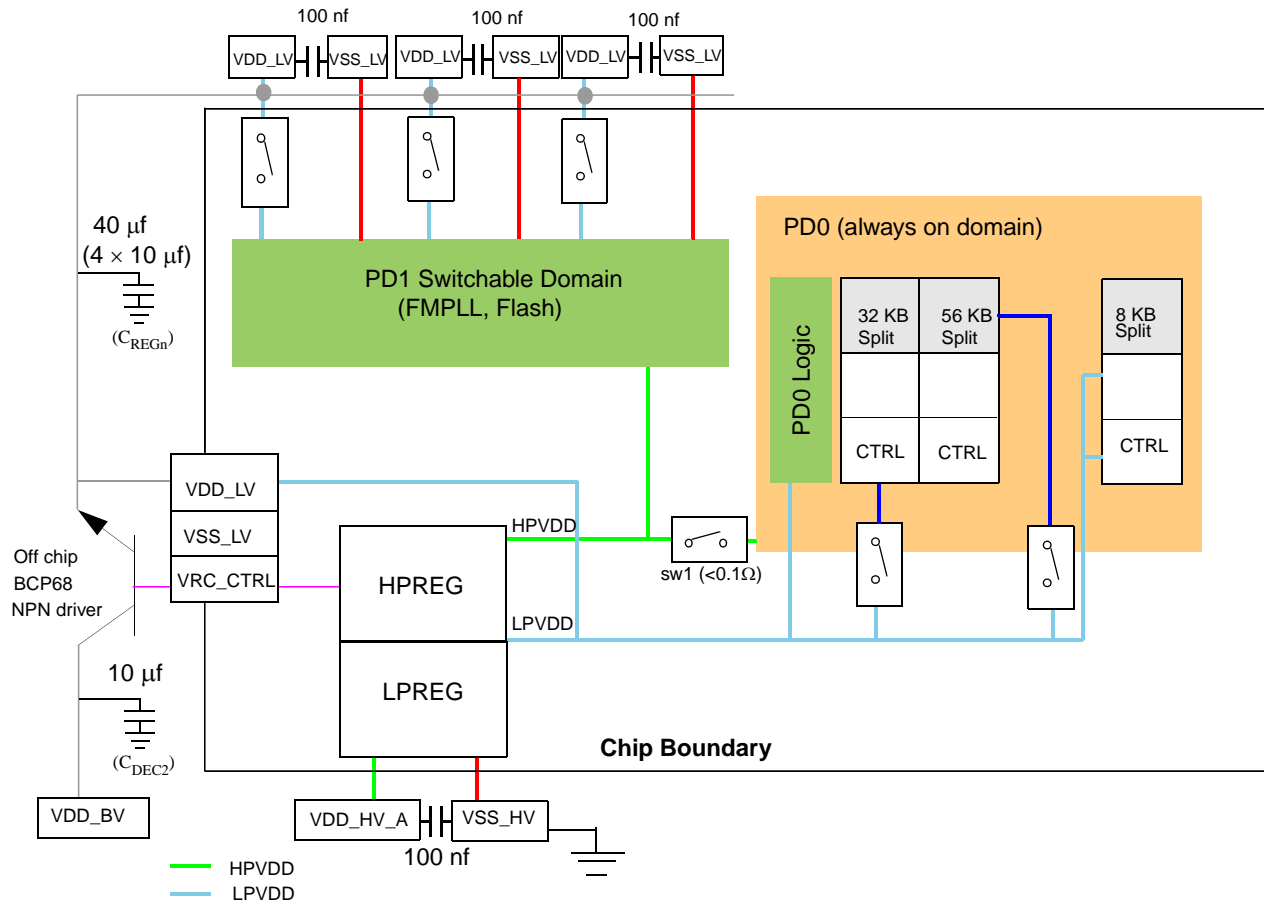 100 nf
100 nf
100 nf
VDD_LV
VSS_LV
VDD_LV
VSS_LV
VDD_LV
VSS_LV
40 μf
(4 × 10 μf)
(CREGn)
PD1 Switchable Domain
(FMPLL, Flash)
PD0 (always on domain)
PD0 Logic
32 KB
Split
56 KB
Split
8 KB
Split
CTRL
CTRL
CTRL
VDD_LV
VSS_LV
VRC_CTRL
Off chip
BCP68
NPN driver
HPVDD
HPREG
sw1 (<0.1Ω)
LPVDD
LPREG
10 μf
(CDEC2)
Chip Boundary
VDD_BV
VDD_HV_A
VSS_HV
100 nf
HPVDD
LPVDD